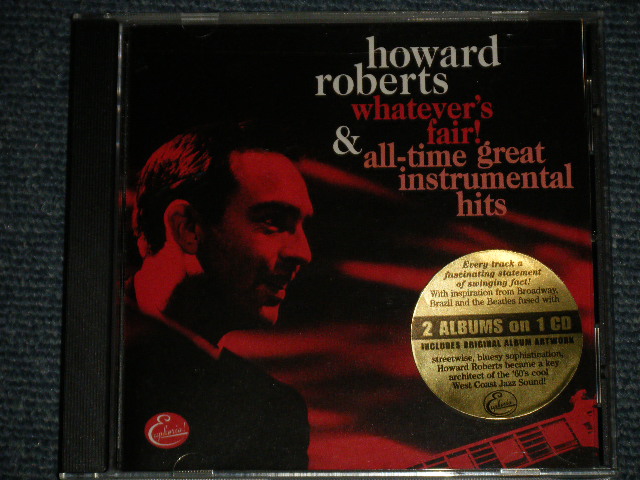 howard
roberts
whatever's
fair!
& all-time great
instrumental
hits
Every track a
fascinating statement
of swinging fact!
With inspiration from Broadway,
Brazil and the Beatles fused with
2 ALBUMS on 1 CD
INCLUDES ORIGINAL ALBUM ARTWORK
streetwise, bluesy sophistication,
Howard Roberts became a key
architect of the '60's cool
West Coast Jazz Sound!
Euphoria!
Euphoria!